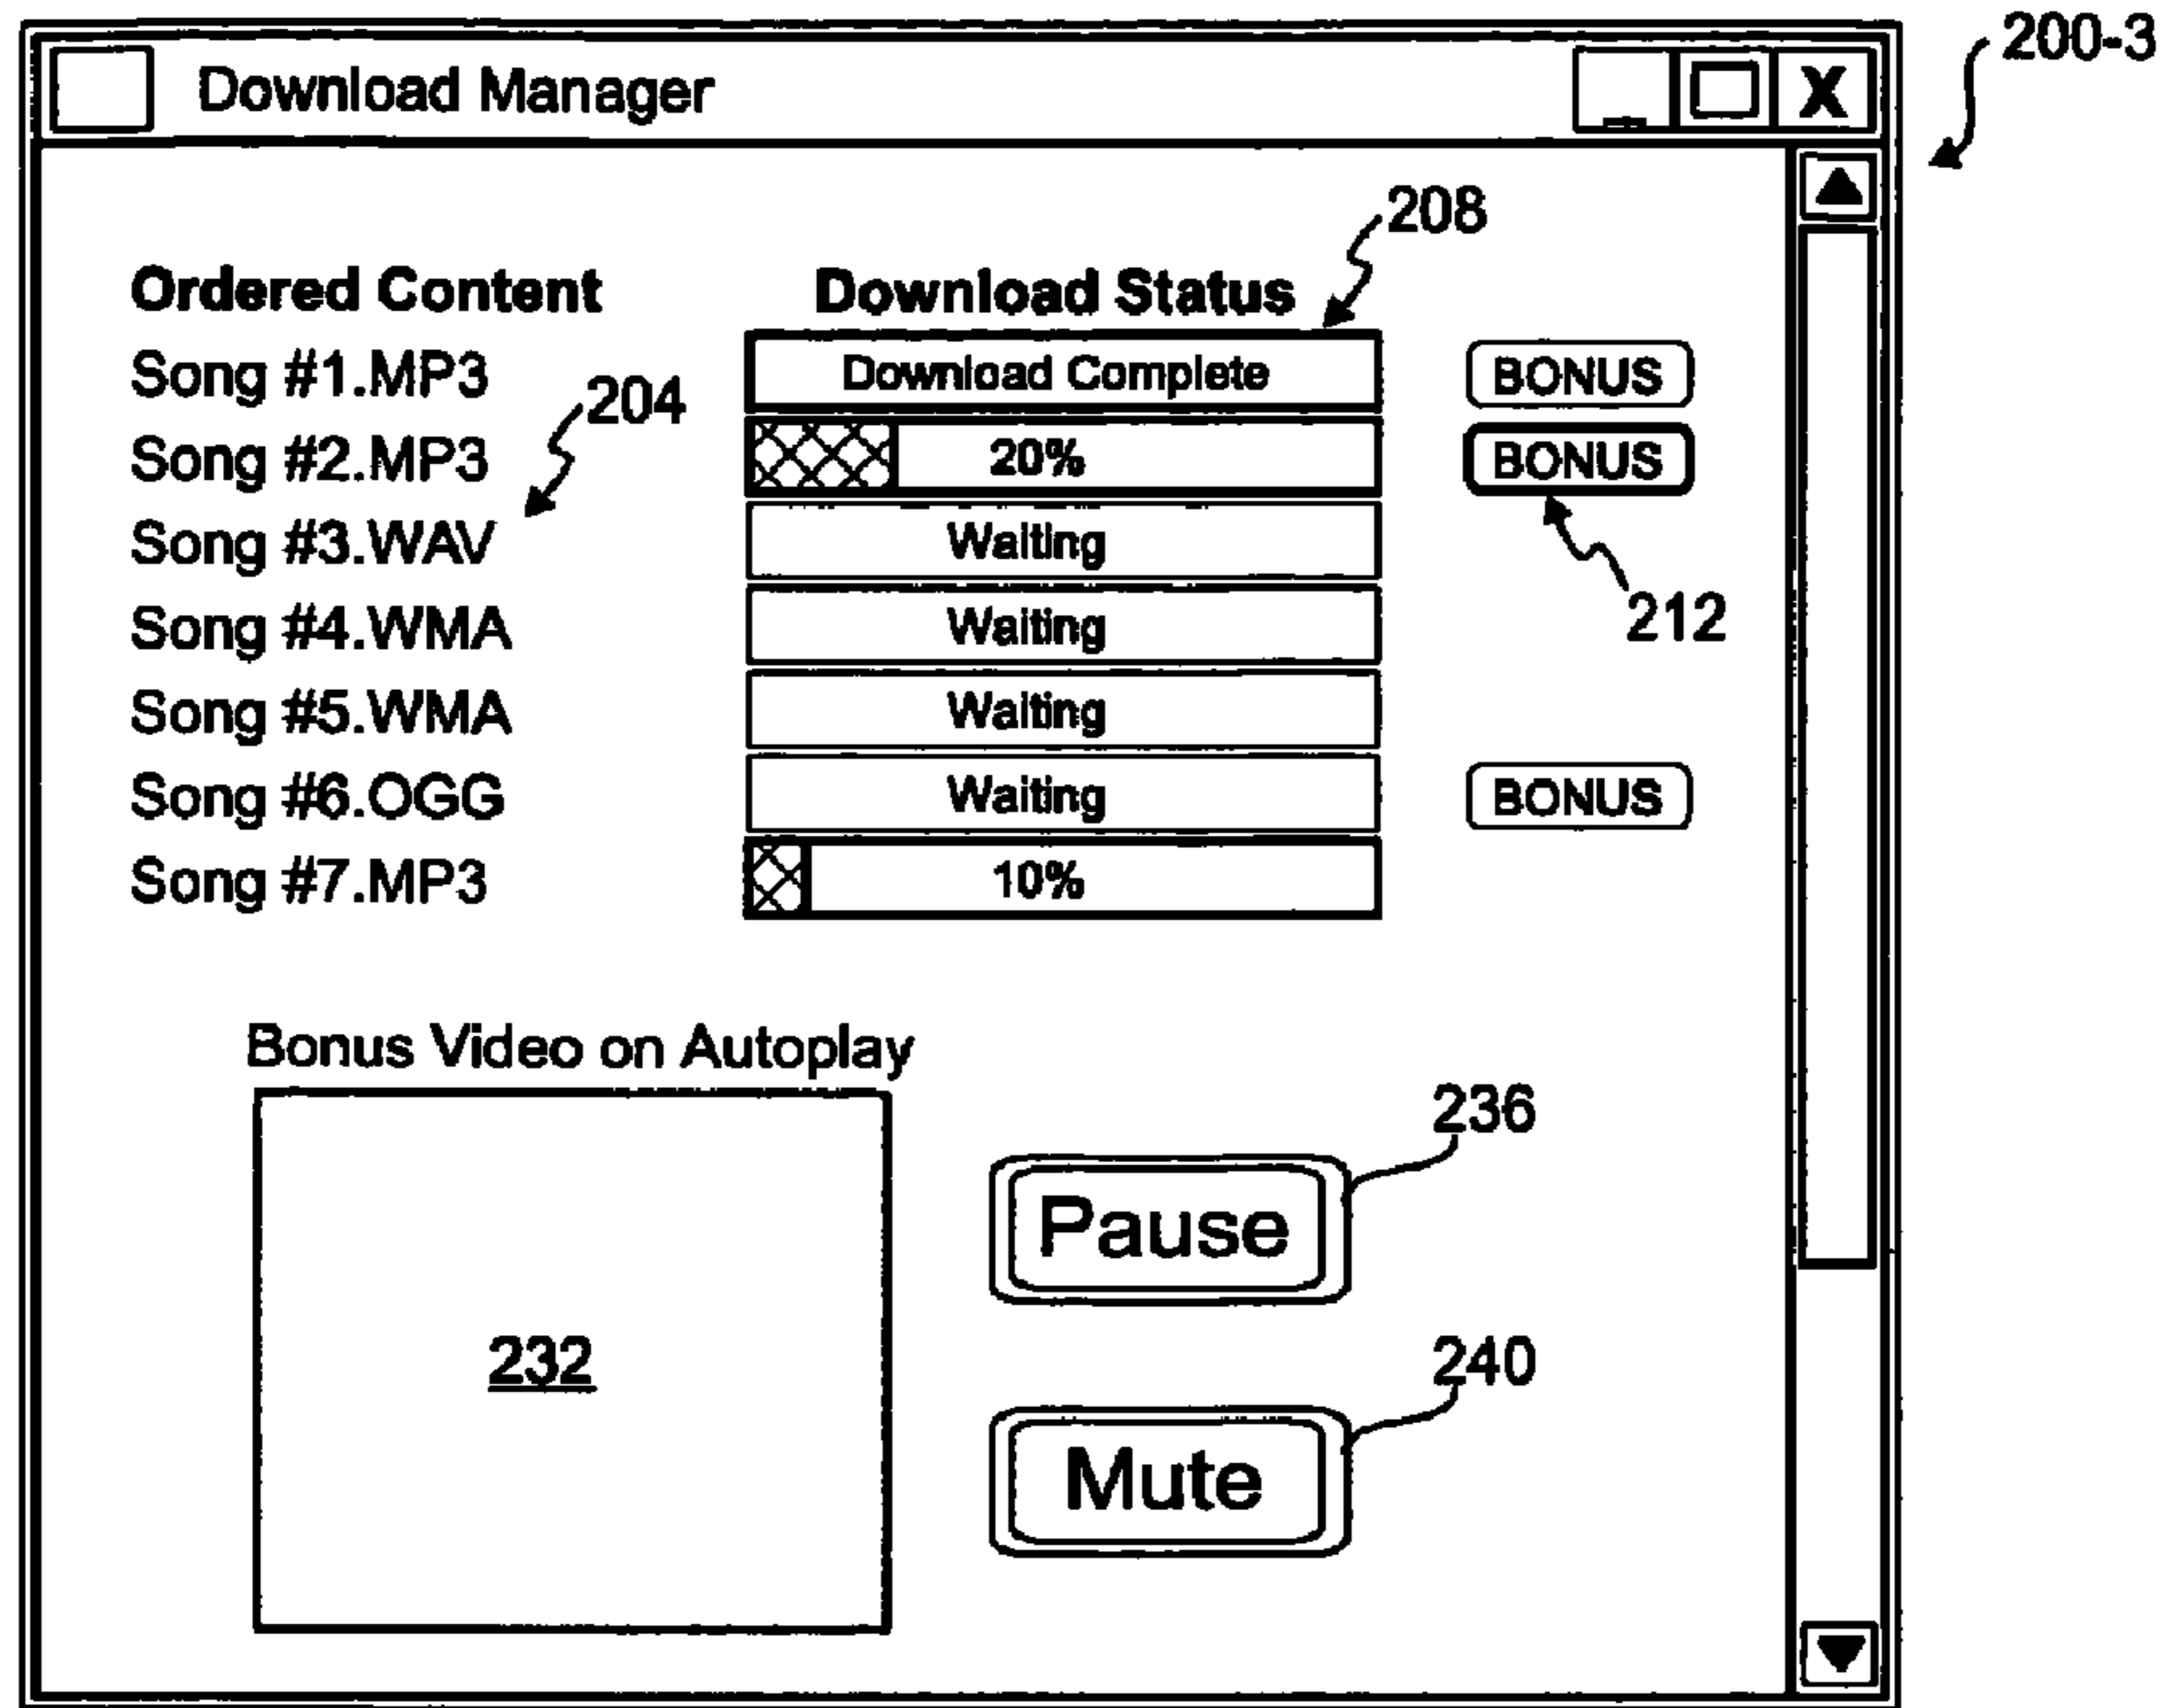 200-3
Download Manager X
208
Ordered Content Download Status
Song #1.MP3 Download Complete BONUS
204
Song #2.MP3 20% BONUS
Song #3.WAV Waiting
212
Song #4.WMA Waiting
Song #5.WMA Waiting
Song #6.OGG Waiting BONUS
Song #7.MP3 10%
Bonus Video on Autoplay
236
Pause
232
240
Mute